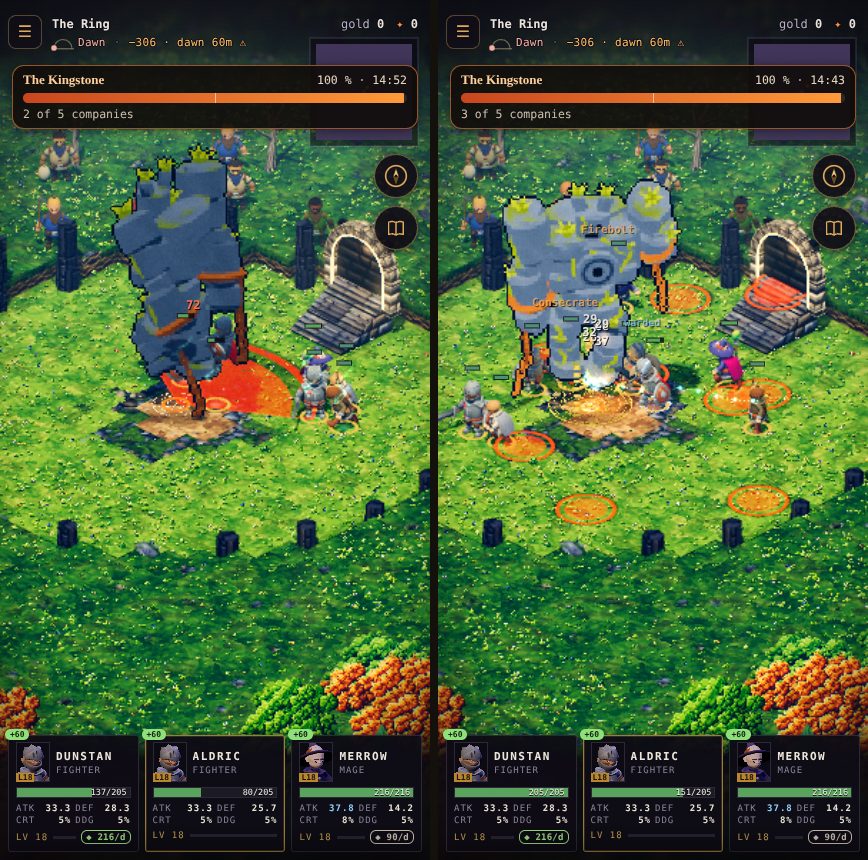 The Ring
gold 0 ✦ 0
Dawn · −306 · dawn 60m ⚠
The Kingstone
100 % · 14:52
2 of 5 companies
72
+60
DUNSTAN
FIGHTER
L18
137/205
ATK 33.3 DEF 28.3
CRT 5% DDG 5%
LV 18
◆ 216/d
+60
ALDRIC
FIGHTER
L18
80/205
ATK 33.3 DEF 25.7
CRT 5% DDG 5%
LV 18
+60
MERROW
MAGE
L18
216/216
ATK 37.8 DEF 14.2
CRT 8% DDG 5%
LV 18
◆ 90/d
The Ring
gold 0 ✦ 0
Dawn · −306 · dawn 60m ⚠
The Kingstone
100 % · 14:43
3 of 5 companies
Firebolt
Consecrate
29
32
37
+60
DUNSTAN
FIGHTER
L18
205/205
ATK 33.3 DEF 28.3
CRT 5% DDG 5%
LV 18
◆ 216/d
+60
ALDRIC
FIGHTER
L18
151/205
ATK 33.3 DEF 25.7
CRT 5% DDG 5%
LV 18
+60
MERROW
MAGE
L18
216/216
ATK 37.8 DEF 14.2
CRT 8% DDG 5%
LV 18
◆ 90/d